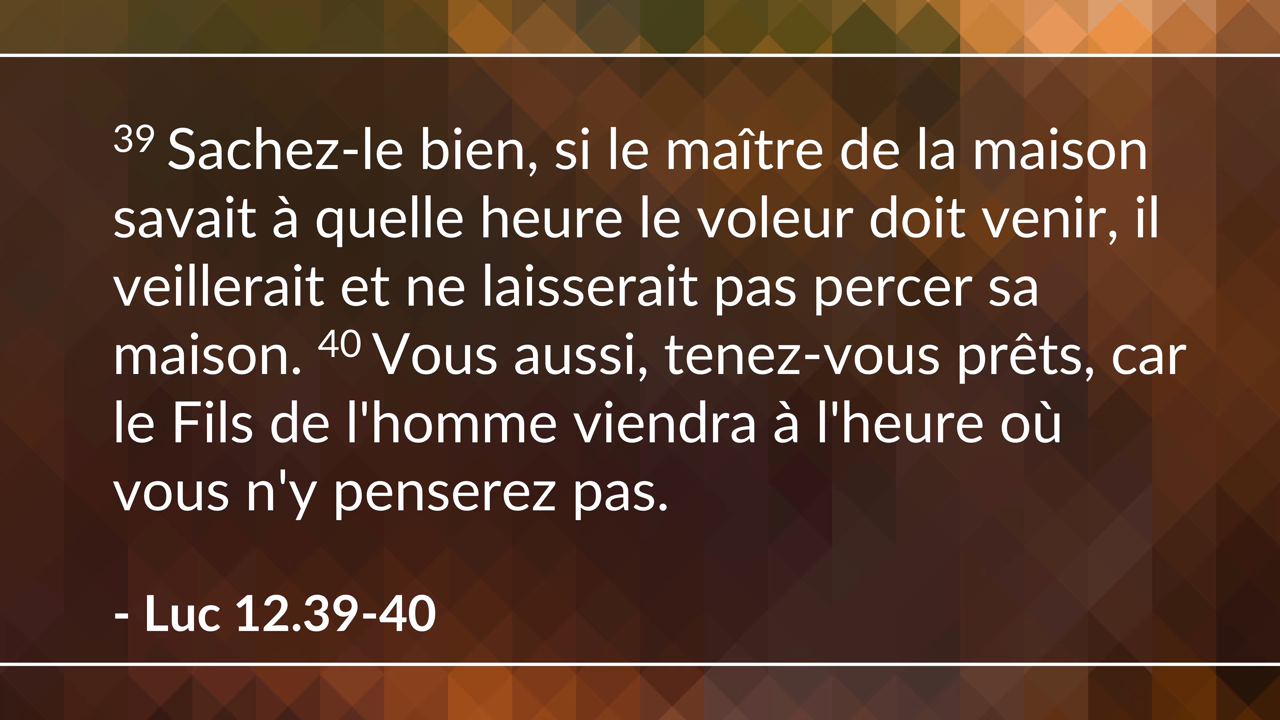 39 Sachez-le bien, si le maître de la maison
savait à quelle heure le voleur doit venir, il
veillerait et ne laisserait pas percer sa
maison. 40 Vous aussi, tenez-vous prêts, car
le Fils de l'homme viendra à l'heure où
vous n'y penserez pas.
- Luc 12.39-40